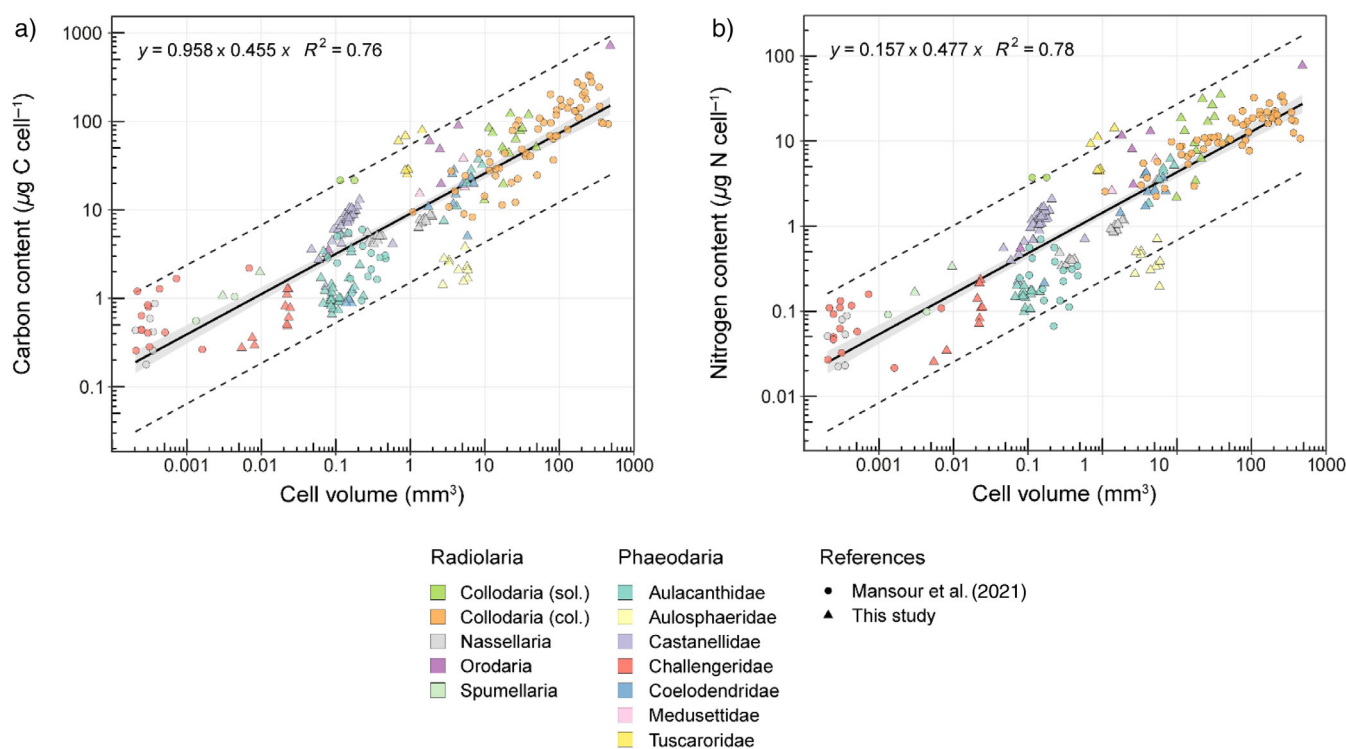 a)
y = 0.958 x 0.455 x R² = 0.76
1000
100
10
1
0.1
Carbon content (µg C cell⁻¹)
0.001
0.01
0.1
1
10
100
1000
Cell volume (mm³)
b)
y = 0.157 x 0.477 x R² = 0.78
100
10
1
0.1
0.01
Nitrogen content (µg N cell⁻¹)
0.001
0.01
0.1
1
10
100
1000
Cell volume (mm³)
Radiolaria
Collodaria (sol.)
Collodaria (col.)
Nassellaria
Orodaria
Spumellaria
Phaeodaria
Aulacanthidae
Aulosphaeridae
Castanellidae
Challengeridae
Coelodendridae
Medusettidae
Tuscaroridae
References
Mansour et al. (2021)
This study